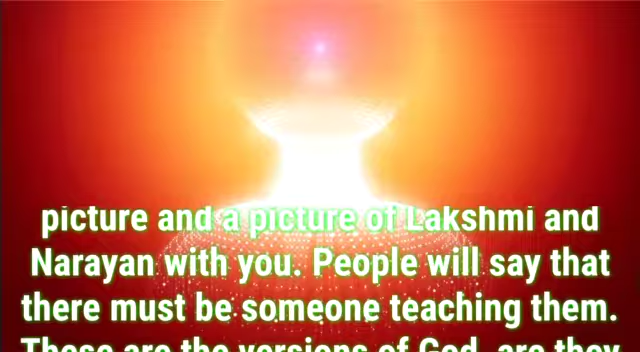 picture and a picture of Lakshmi and
Narayan with you. People will say that
there must be someone teaching them.
These are the versions of God, are they